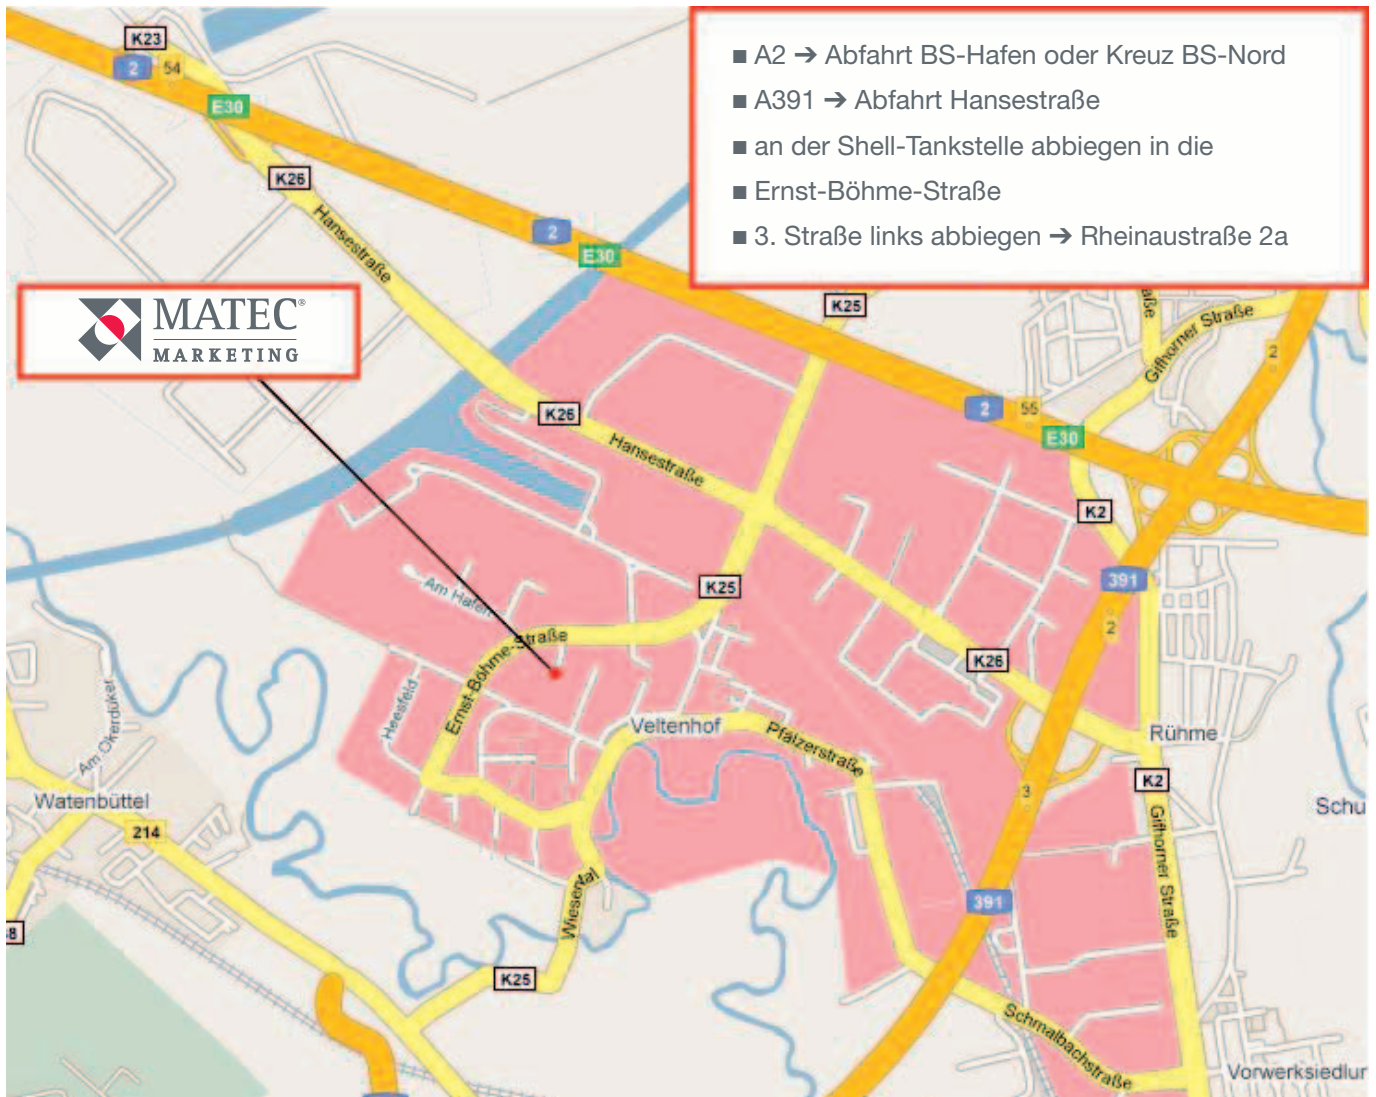 ■ A2 ➔ Abfahrt BS-Hafen oder Kreuz BS-Nord
■ A391 ➔ Abfahrt Hansestraße
■ an der Shell-Tankstelle abbiegen in die
■ Ernst-Böhme-Straße
■ 3. Straße links abbiegen ➔ Rheinaustraße 2a
K23
2
54
E30
K26
Hansestraße
2
E30
MATEC®
MARKETING
K25
aße
Gifhorner Straße
2
2
55
E30
K26
Hansestraße
K2
391
2
K25
Am Hafen
Ernst-Böhme-Straße
K26
Heesfeld
Veltenhof
Pfälzerstraße
Rühme
K2
3
Am Okerdüker
Watenbüttel
214
Schu
Gifhorner Straße
Wiesental
391
K25
Schmalbachstraße
Vorwerksiedlur